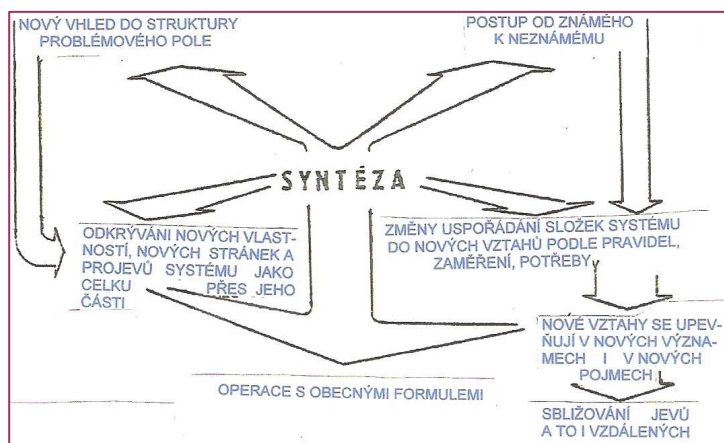 NOVÝ VHLED DO STRUKTURY
PROBLÉMOVÉHO POLE
POSTUP OD ZNÁMÉHO
K NEZNÁMÉMU
SYNTÉZA
ODKRÝVÁNI NOVÝCH VLAST-
NOSTÍ, NOVÝCH STRÁNEK A
PROJEVŮ SYSTÉMU JAKO
CELKU PŘES JEHO
ČÁSTI
ZMĚNY USPOŘÁDÁNÍ SLOŽEK SYSTÉMU
DO NOVÝCH VZTAHŮ PODLE PRAVIDEL,
ZAMĚŘENÍ, POTŘEBY
NOVÉ VZTAHY SE UPEV-
ŇUJÍ V NOVÝCH VÝZNA-
MECH I V NOVÝCH
POJMECH
OPERACE S OBECNÝMI FORMULEMI
SBLIŽOVÁNÍ JEVŮ
A TO I VZDÁLENÝCH